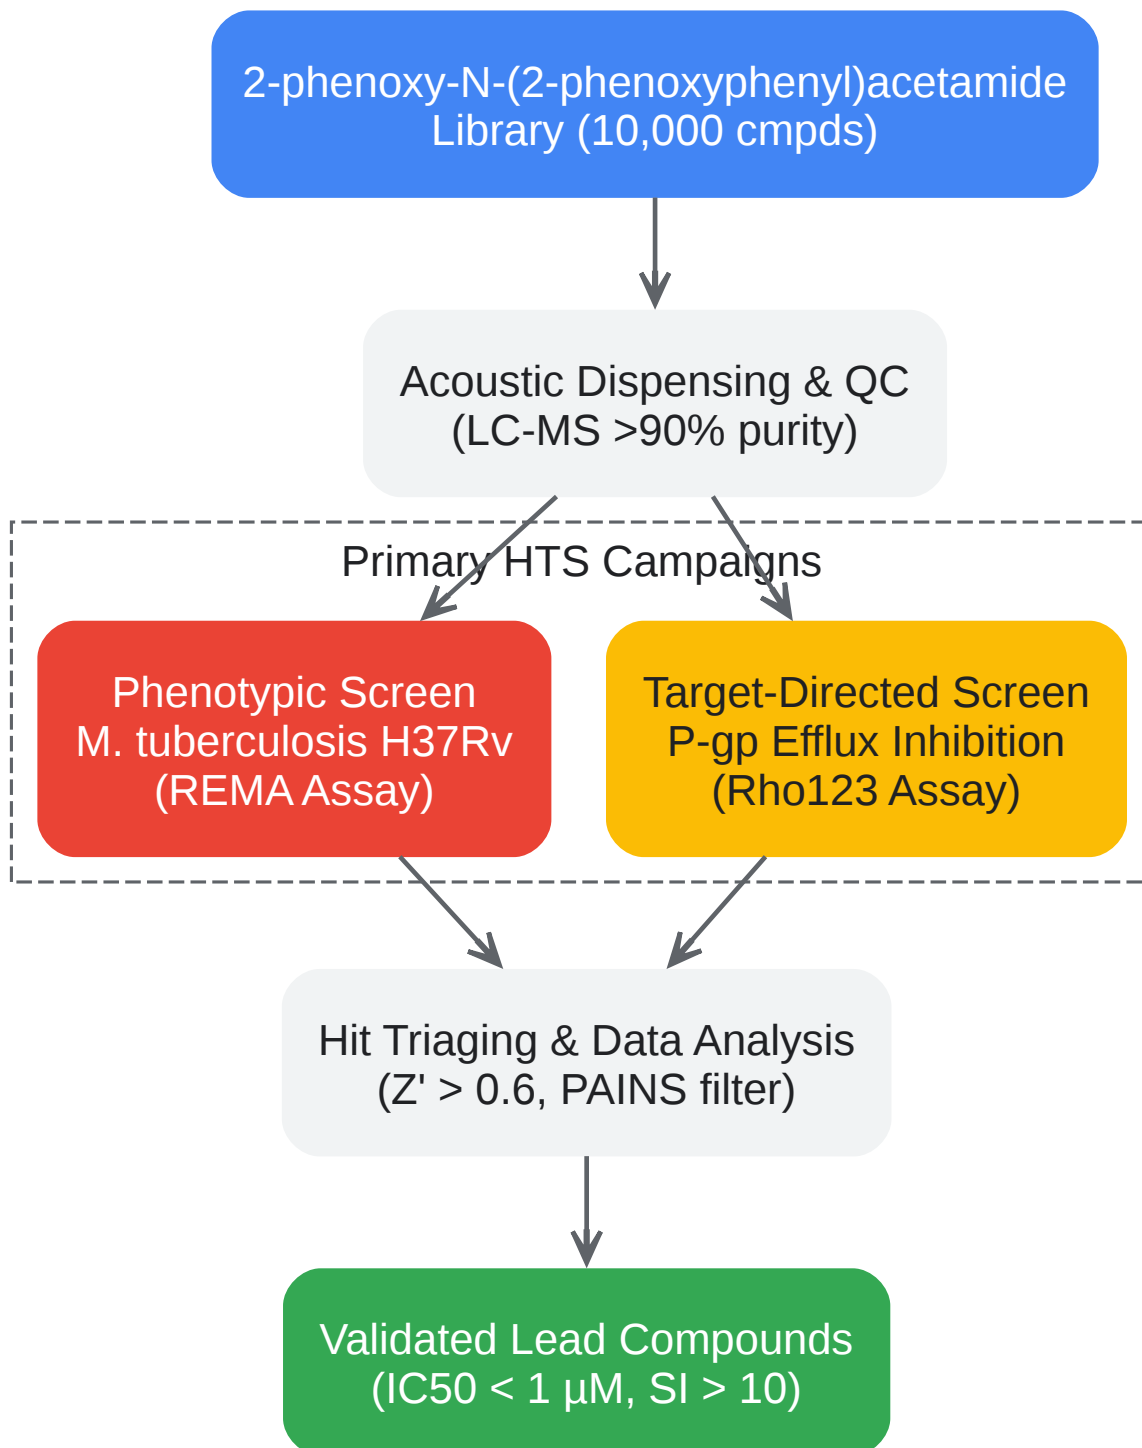 2-phenoxy-N-(2-phenoxyphenyl)acetamide
Library (10,000 cmpds)
Acoustic Dispensing & QC
(LC-MS >90% purity)
Primary HTS Campaigns
Phenotypic Screen
M. tuberculosis H37Rv
(REMA Assay)
Target-Directed Screen
P-gp Efflux Inhibition
(Rho123 Assay)
Hit Triaging & Data Analysis
(Z' > 0.6, PAINS filter)
Validated Lead Compounds
(IC50 < 1 µM, SI > 10)